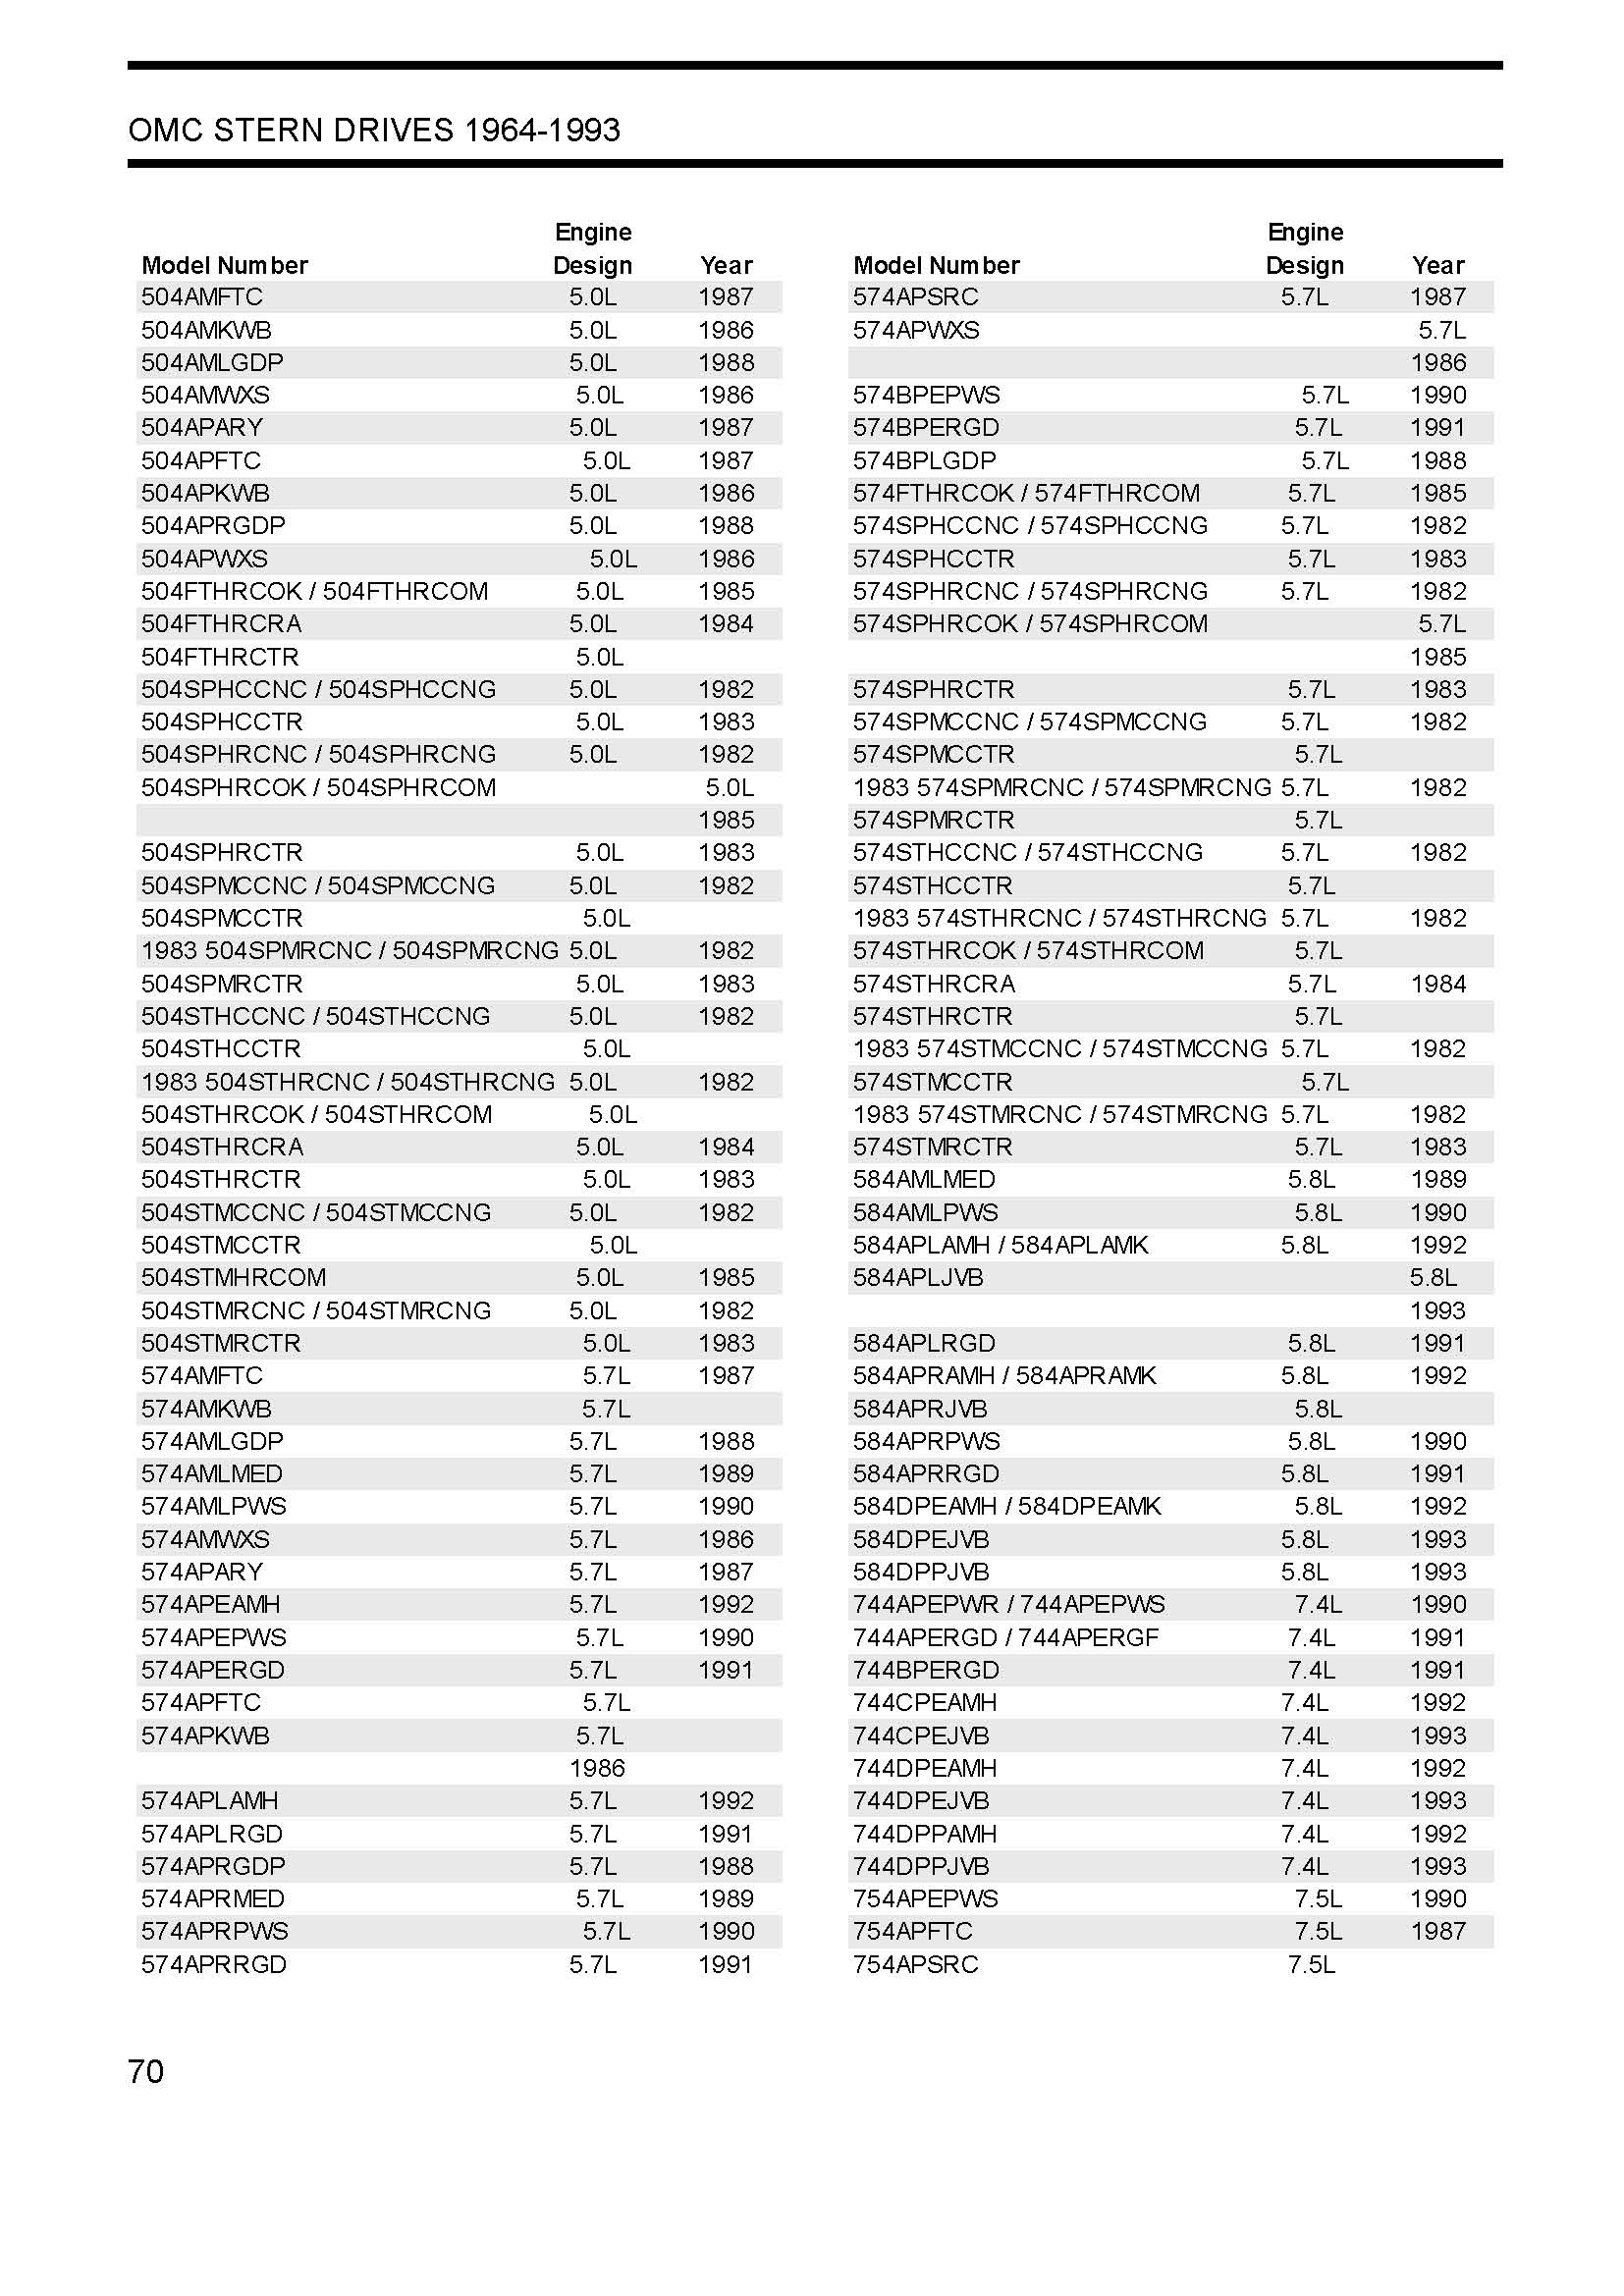 OMC STERN DRIVES 1964-1993
Engine
Model Number Design Year
504AMFTC 5.0L 1987
504AMKWB 5.0L 1986
504AMLGDP 5.0L 1988
504AMWXS 5.0L 1986
504APARY 5.0L 1987
504APFTC 5.0L 1987
504APKWB 5.0L 1986
504APRGDP 5.0L 1988
504APWXS 5.0L 1986
504FTHRCOK / 504FTHRCOM 5.0L 1985
504FTHRCRA 5.0L 1984
504FTHRCTR 5.0L
504SPHCCNC / 504SPHCCNG 5.0L 1982
504SPHCCTR 5.0L 1983
504SPHRCNC / 504SPHRCNG 5.0L 1982
504SPHRCOK / 504SPHRCOM 5.0L
1985
504SPHRCTR 5.0L 1983
504SPMCCNC / 504SPMCCNG 5.0L 1982
504SPMCCTR 5.0L
1983 504SPMRCNC / 504SPMRCNG 5.0L 1982
504SPMRCTR 5.0L 1983
504STHCCNC / 504STHCCNG 5.0L 1982
504STHCCTR 5.0L
1983 504STHRCNC / 504STHRCNG 5.0L 1982
504STHRCOK / 504STHRCOM 5.0L
504STHRCRA 5.0L 1984
504STHRCTR 5.0L 1983
504STMCCNC / 504STMCCNG 5.0L 1982
504STMCCTR 5.0L
504STMHRCOM 5.0L 1985
504STMRCNC / 504STMRCNG 5.0L 1982
504STMRCTR 5.0L 1983
574AMFTC 5.7L 1987
574AMKWB 5.7L
574AMLGDP 5.7L 1988
574AMLMED 5.7L 1989
574AMLPWS 5.7L 1990
574AMWXS 5.7L 1986
574APARY 5.7L 1987
574APEAMH 5.7L 1992
574APEPWS 5.7L 1990
574APERGD 5.7L 1991
574APFTC 5.7L
574APKWB 5.7L
1986
574APLAMH 5.7L 1992
574APLRGD 5.7L 1991
574APRGDP 5.7L 1988
574APRMED 5.7L 1989
574APRPWS 5.7L 1990
574APRRGD 5.7L 1991
Engine
Model Number Design Year
574APSRC 5.7L 1987
574APWXS 5.7L
1986
574BPEPWS 5.7L 1990
574BPERGD 5.7L 1991
574BPLGDP 5.7L 1988
574FTHRCOK / 574FTHRCOM 5.7L 1985
574SPHCCNC / 574SPHCCNG 5.7L 1982
574SPHCCTR 5.7L 1983
574SPHRCNC / 574SPHRCNG 5.7L 1982
574SPHRCOK / 574SPHRCOM 5.7L
1985
574SPHRCTR 5.7L 1983
574SPMCCNC / 574SPMCCNG 5.7L 1982
574SPMCCTR 5.7L
1983 574SPMRCNC / 574SPMRCNG 5.7L 1982
574SPMRCTR 5.7L
574STHCCNC / 574STHCCNG 5.7L 1982
574STHCCTR 5.7L
1983 574STHRCNC / 574STHRCNG 5.7L 1982
574STHRCOK / 574STHRCOM 5.7L
574STHRCRA 5.7L 1984
574STHRCTR 5.7L
1983 574STMCCNC / 574STMCCNG 5.7L 1982
574STMCCTR 5.7L
1983 574STMRCNC / 574STMRCNG 5.7L 1982
574STMRCTR 5.7L 1983
584AMLMED 5.8L 1989
584AMLPWS 5.8L 1990
584APLAMH / 584APLAMK 5.8L 1992
584APLJVB 5.8L
1993
584APLRGD 5.8L 1991
584APRAMH / 584APRAMK 5.8L 1992
584APRJVB 5.8L
584APRPWS 5.8L 1990
584APRRGD 5.8L 1991
584DPEAMH / 584DPEAMK 5.8L 1992
584DPEJVB 5.8L 1993
584DPPJVB 5.8L 1993
744APEPWR / 744APEPWS 7.4L 1990
744APERGD / 744APERGF 7.4L 1991
744BPERGD 7.4L 1991
744CPEAMH 7.4L 1992
744CPEJVB 7.4L 1993
744DPEAMH 7.4L 1992
744DPEJVB 7.4L 1993
744DPPAMH 7.4L 1992
744DPPJVB 7.4L 1993
754APEPWS 7.5L 1990
754APFTC 7.5L 1987
754APSRC 7.5L
70